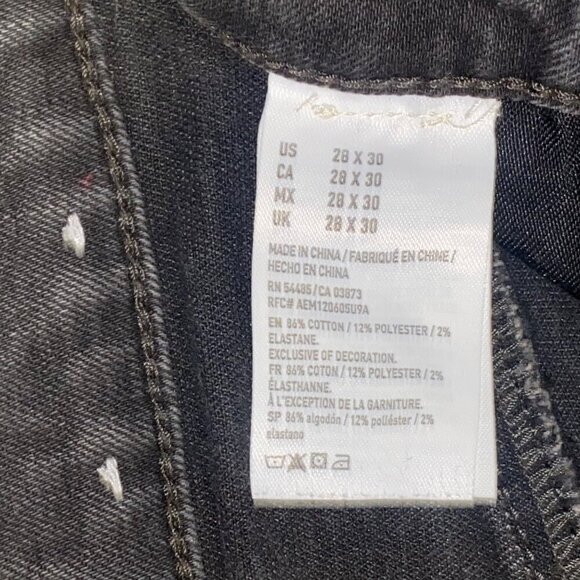 US 28 X 30
CA 28 X 30
MX 28 X 30
UK 28 X 30
MADE IN CHINA / FABRIQUÉ EN CHINE /
HECHO EN CHINA
RN 54485 / CA 03873
RFC# AEM120605U9A
EN 86% COTTON / 12% POLYESTER / 2%
ELASTANE.
EXCLUSIVE OF DECORATION.
FR 86% COTON / 12% POLYESTER / 2%
ÉLASTHANNE.
À L'EXCEPTION DE LA GARNITURE.
SP 86% algodón / 12% poliéster / 2%
elastano